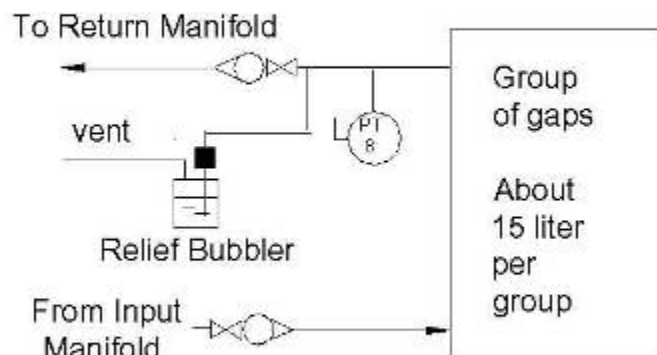 To Return Manifold
vent
Relief Bubbler
From Input
Manifold
PT
8
Group
of gaps
About
15 liter
per
group